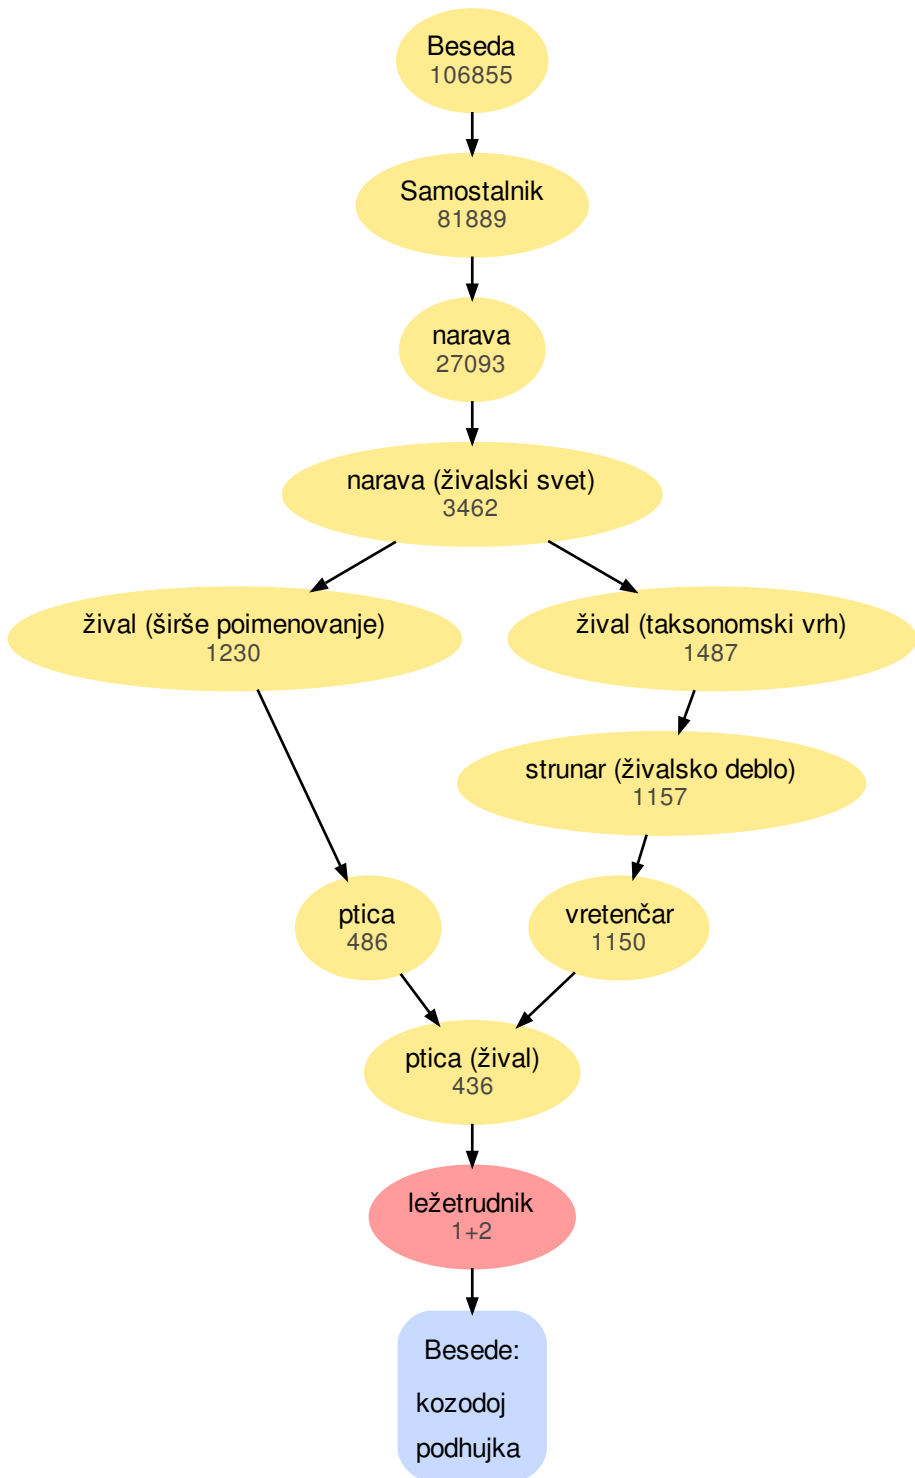 Beseda
106855
Samostalnik
81889
narava
27093
narava (živalski svet)
3462
žival (širše poimenovanje)
1230
žival (taksonomski vrh)
1487
strunar (živalsko deblo)
1157
ptica
486
vretenčar
1150
ptica (žival)
436
ležetrudnik
1+2
Besede:
kozodoj
podhujka